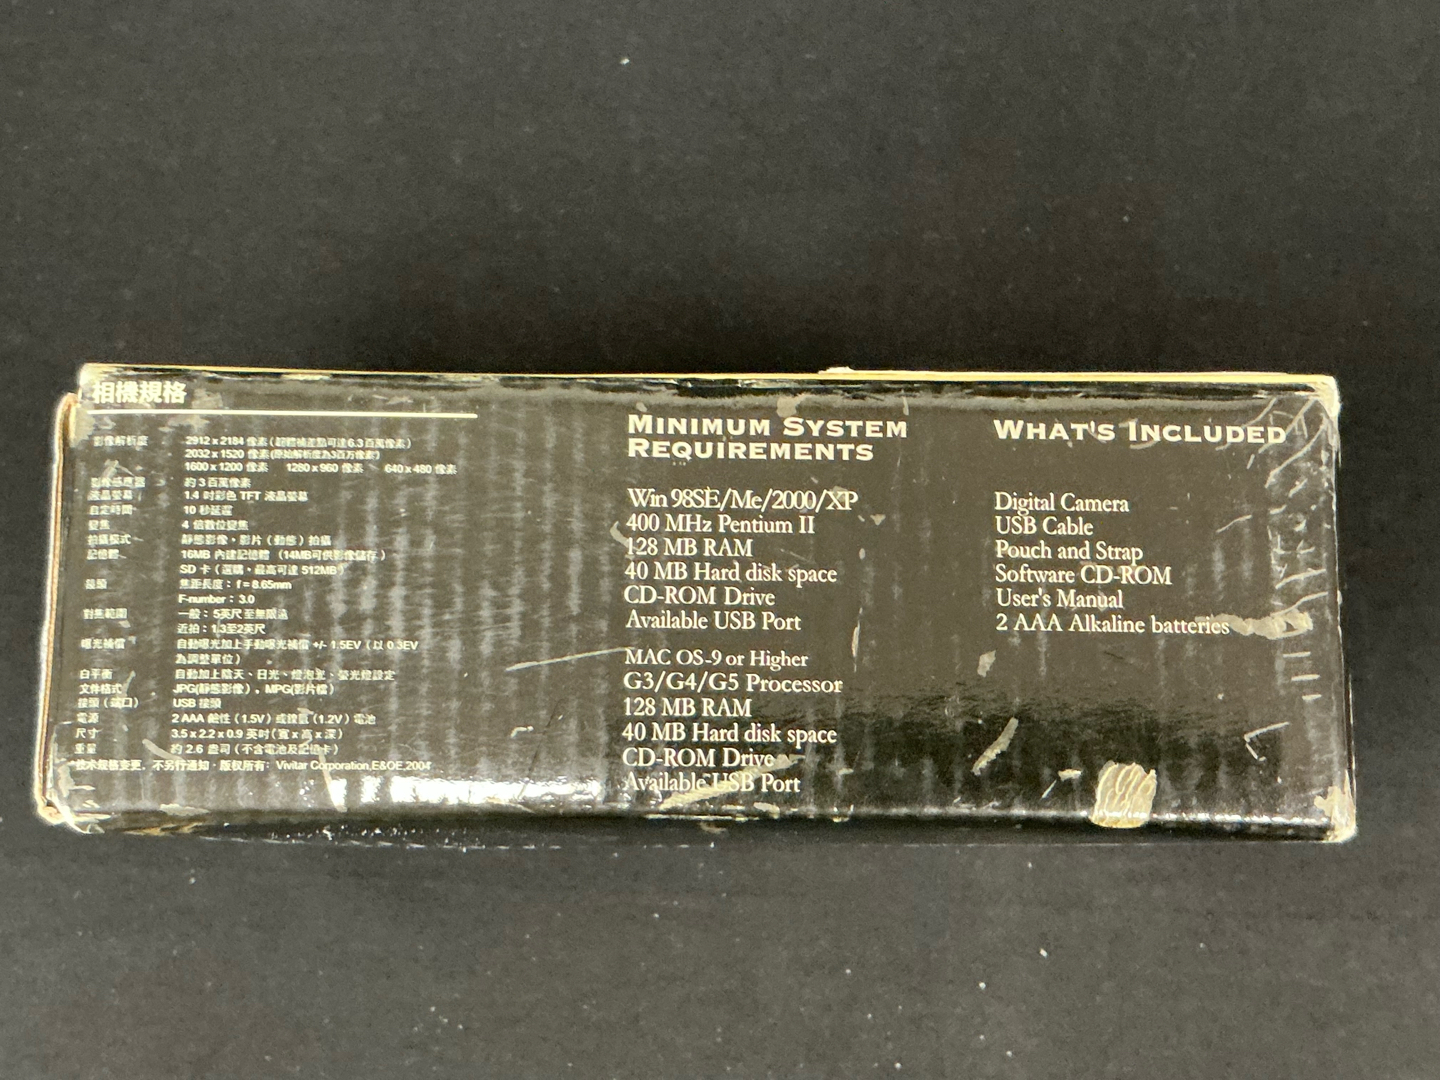 相機規格
影像解析度 2912 x 2184 像素 (韌體補差點可達6.3百萬像素)
2032 x 1520 像素 (原始解析度為3百万像素)
1600 x 1200 像素 1280 x 960 像素 640 x 480 像素
影像感應器 約 3 百萬像素
液晶螢幕 1.4 吋彩色 TFT 液晶螢幕
自定時間 10 秒延遲
變焦 4 倍數位變焦
拍攝模式 靜態影像,影片(動態)拍攝
記憶體 16MB 內建記憶體 (14MB可供影像儲存)
SD 卡 (選購,最高可達 512MB)
鏡頭 焦距長度: f = 8.65mm
F-number : 3.0
對焦範圍 一般: 5英尺至無限遠
近拍: 1.3至2英尺
曝光補償 自動曝光加上手動曝光補償 +/- 1.5EV (以 0.3EV
為調整單位)
白平衡 自動加上陰天、日光、燈泡光、螢光燈設定
文件格式 JPG(靜態影像), MPG(影片檔)
接頭(端口) USB 接頭
電源 2 AAA 鹼性 (1.5V) 或鎳氫 (1.2V) 電池
尺寸 3.5 x 2.2 x 0.9 英吋 (寬 x 高 x 深)
重量 約 2.6 盎司 (不含電池及記憶卡)
技术規格变更,不另行通知,版权所有: Vivitar Corporation,E&OE,2004
MINIMUM SYSTEM
REQUIREMENTS
Win 98SE/Me/2000/XP
400 MHz Pentium II
128 MB RAM
40 MB Hard disk space
CD-ROM Drive
Available USB Port
MAC OS-9 or Higher
G3/G4/G5 Processor
128 MB RAM
40 MB Hard disk space
CD-ROM Drive
Available USB Port
WHAT'S INCLUDED
Digital Camera
USB Cable
Pouch and Strap
Software CD-ROM
User's Manual
2 AAA Alkaline batteries